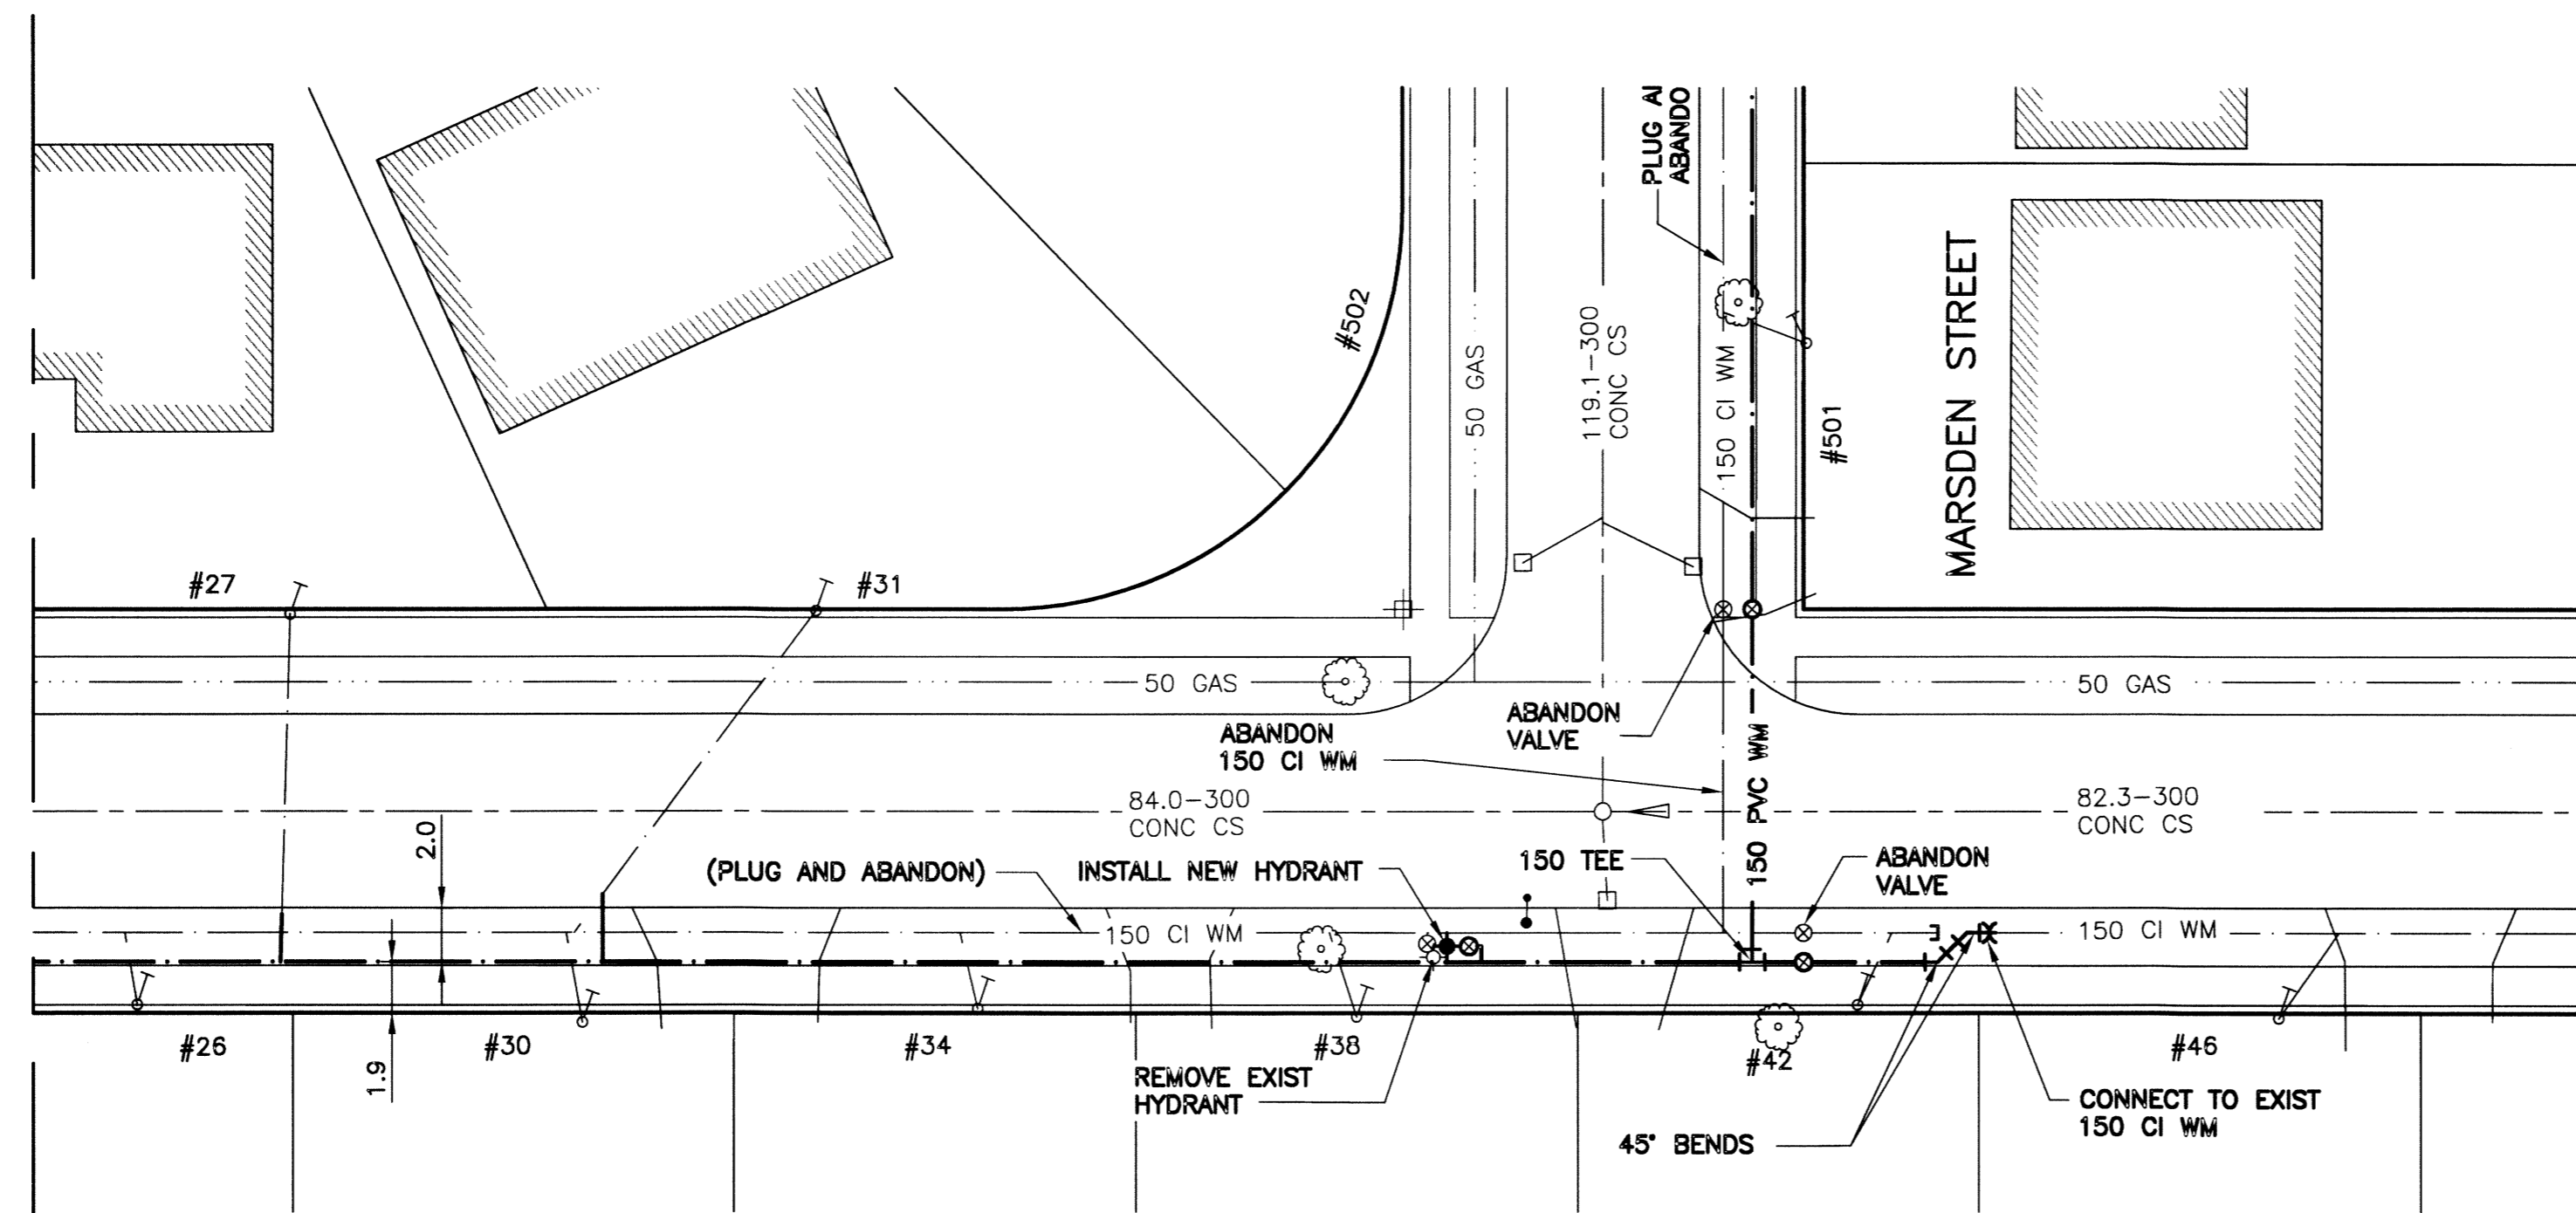 PLUG
ABANDO
#502
50 GAS
119.1-300
CONC CS
150 CI WM
#501
MARSDEN STREET
#27
#31
50 GAS
50 GAS
ABANDON
150 CI WM
ABANDON
VALVE
150 PVC WM
84.0-300
CONC CS
82.3-300
CONC CS
2.0
(PLUG AND ABANDON)
INSTALL NEW HYDRANT
150 TEE
ABANDON
VALVE
150 CI WM
150 CI WM
#26
#30
#34
#38
#42
#46
1.9
REMOVE EXIST
HYDRANT
45° BENDS
CONNECT TO EXIST
150 CI WM